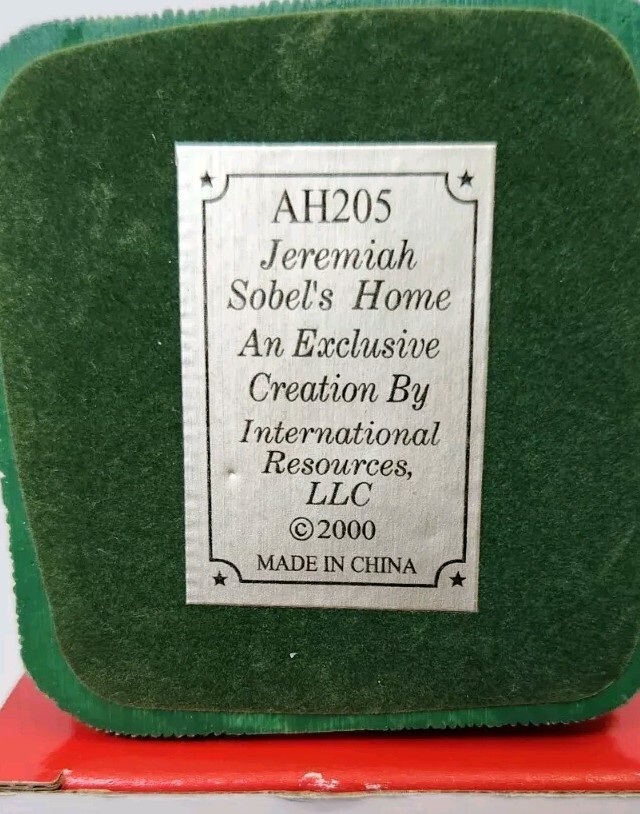 AH205
Jeremiah
Sobel's Home
An Exclusive
Creation By
International
Resources,
LLC
©2000
MADE IN CHINA